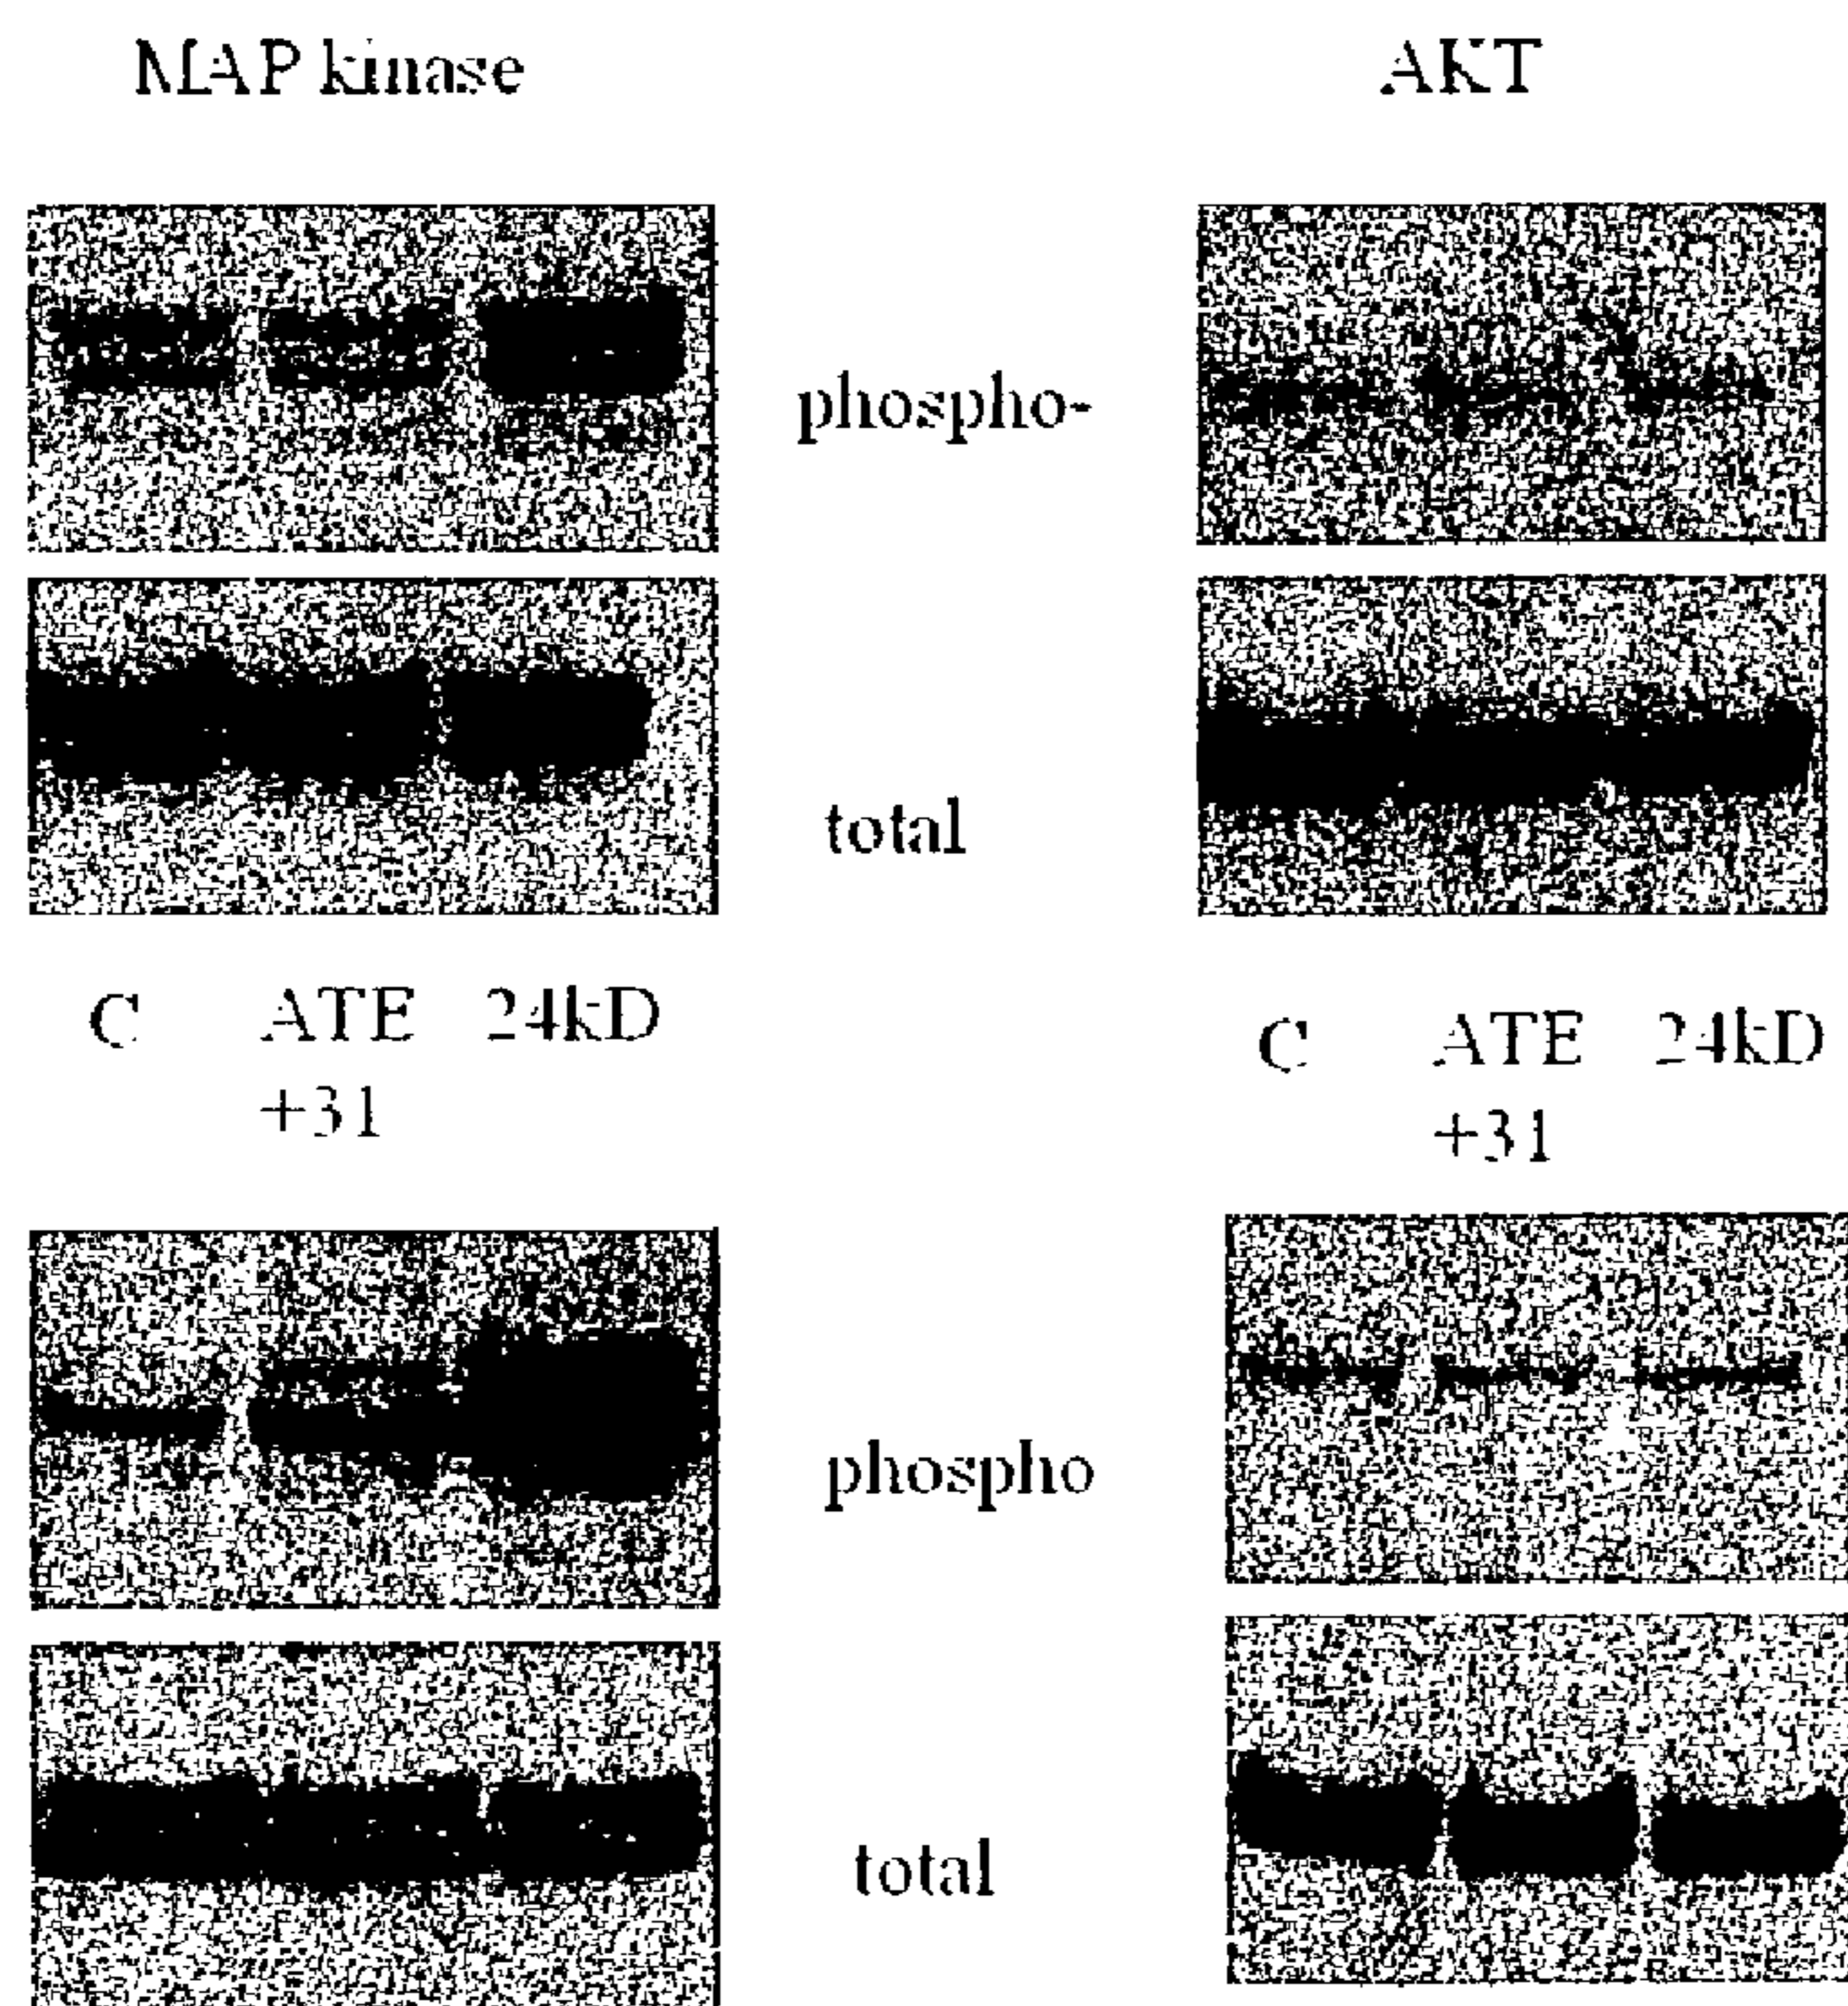 MAP kinase
AKT
phospho-
total
C ATE 24kD
+31
C ATE 24kD
+31
phospho
total